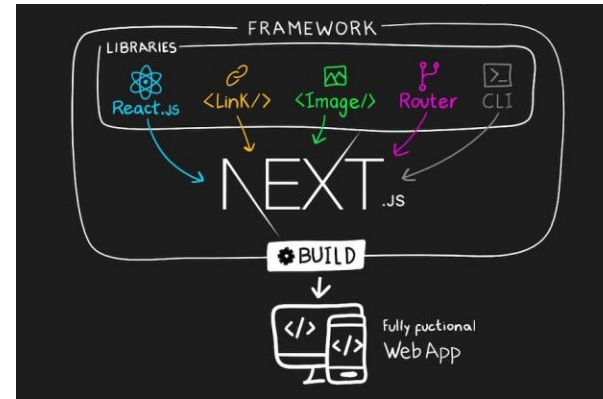 FRAMEWORK
LIBRARIES
React.js <Link/> <Image/> Router CLI
NEXT.JS
BUILD
</> </>
Fully fuctional
Web App